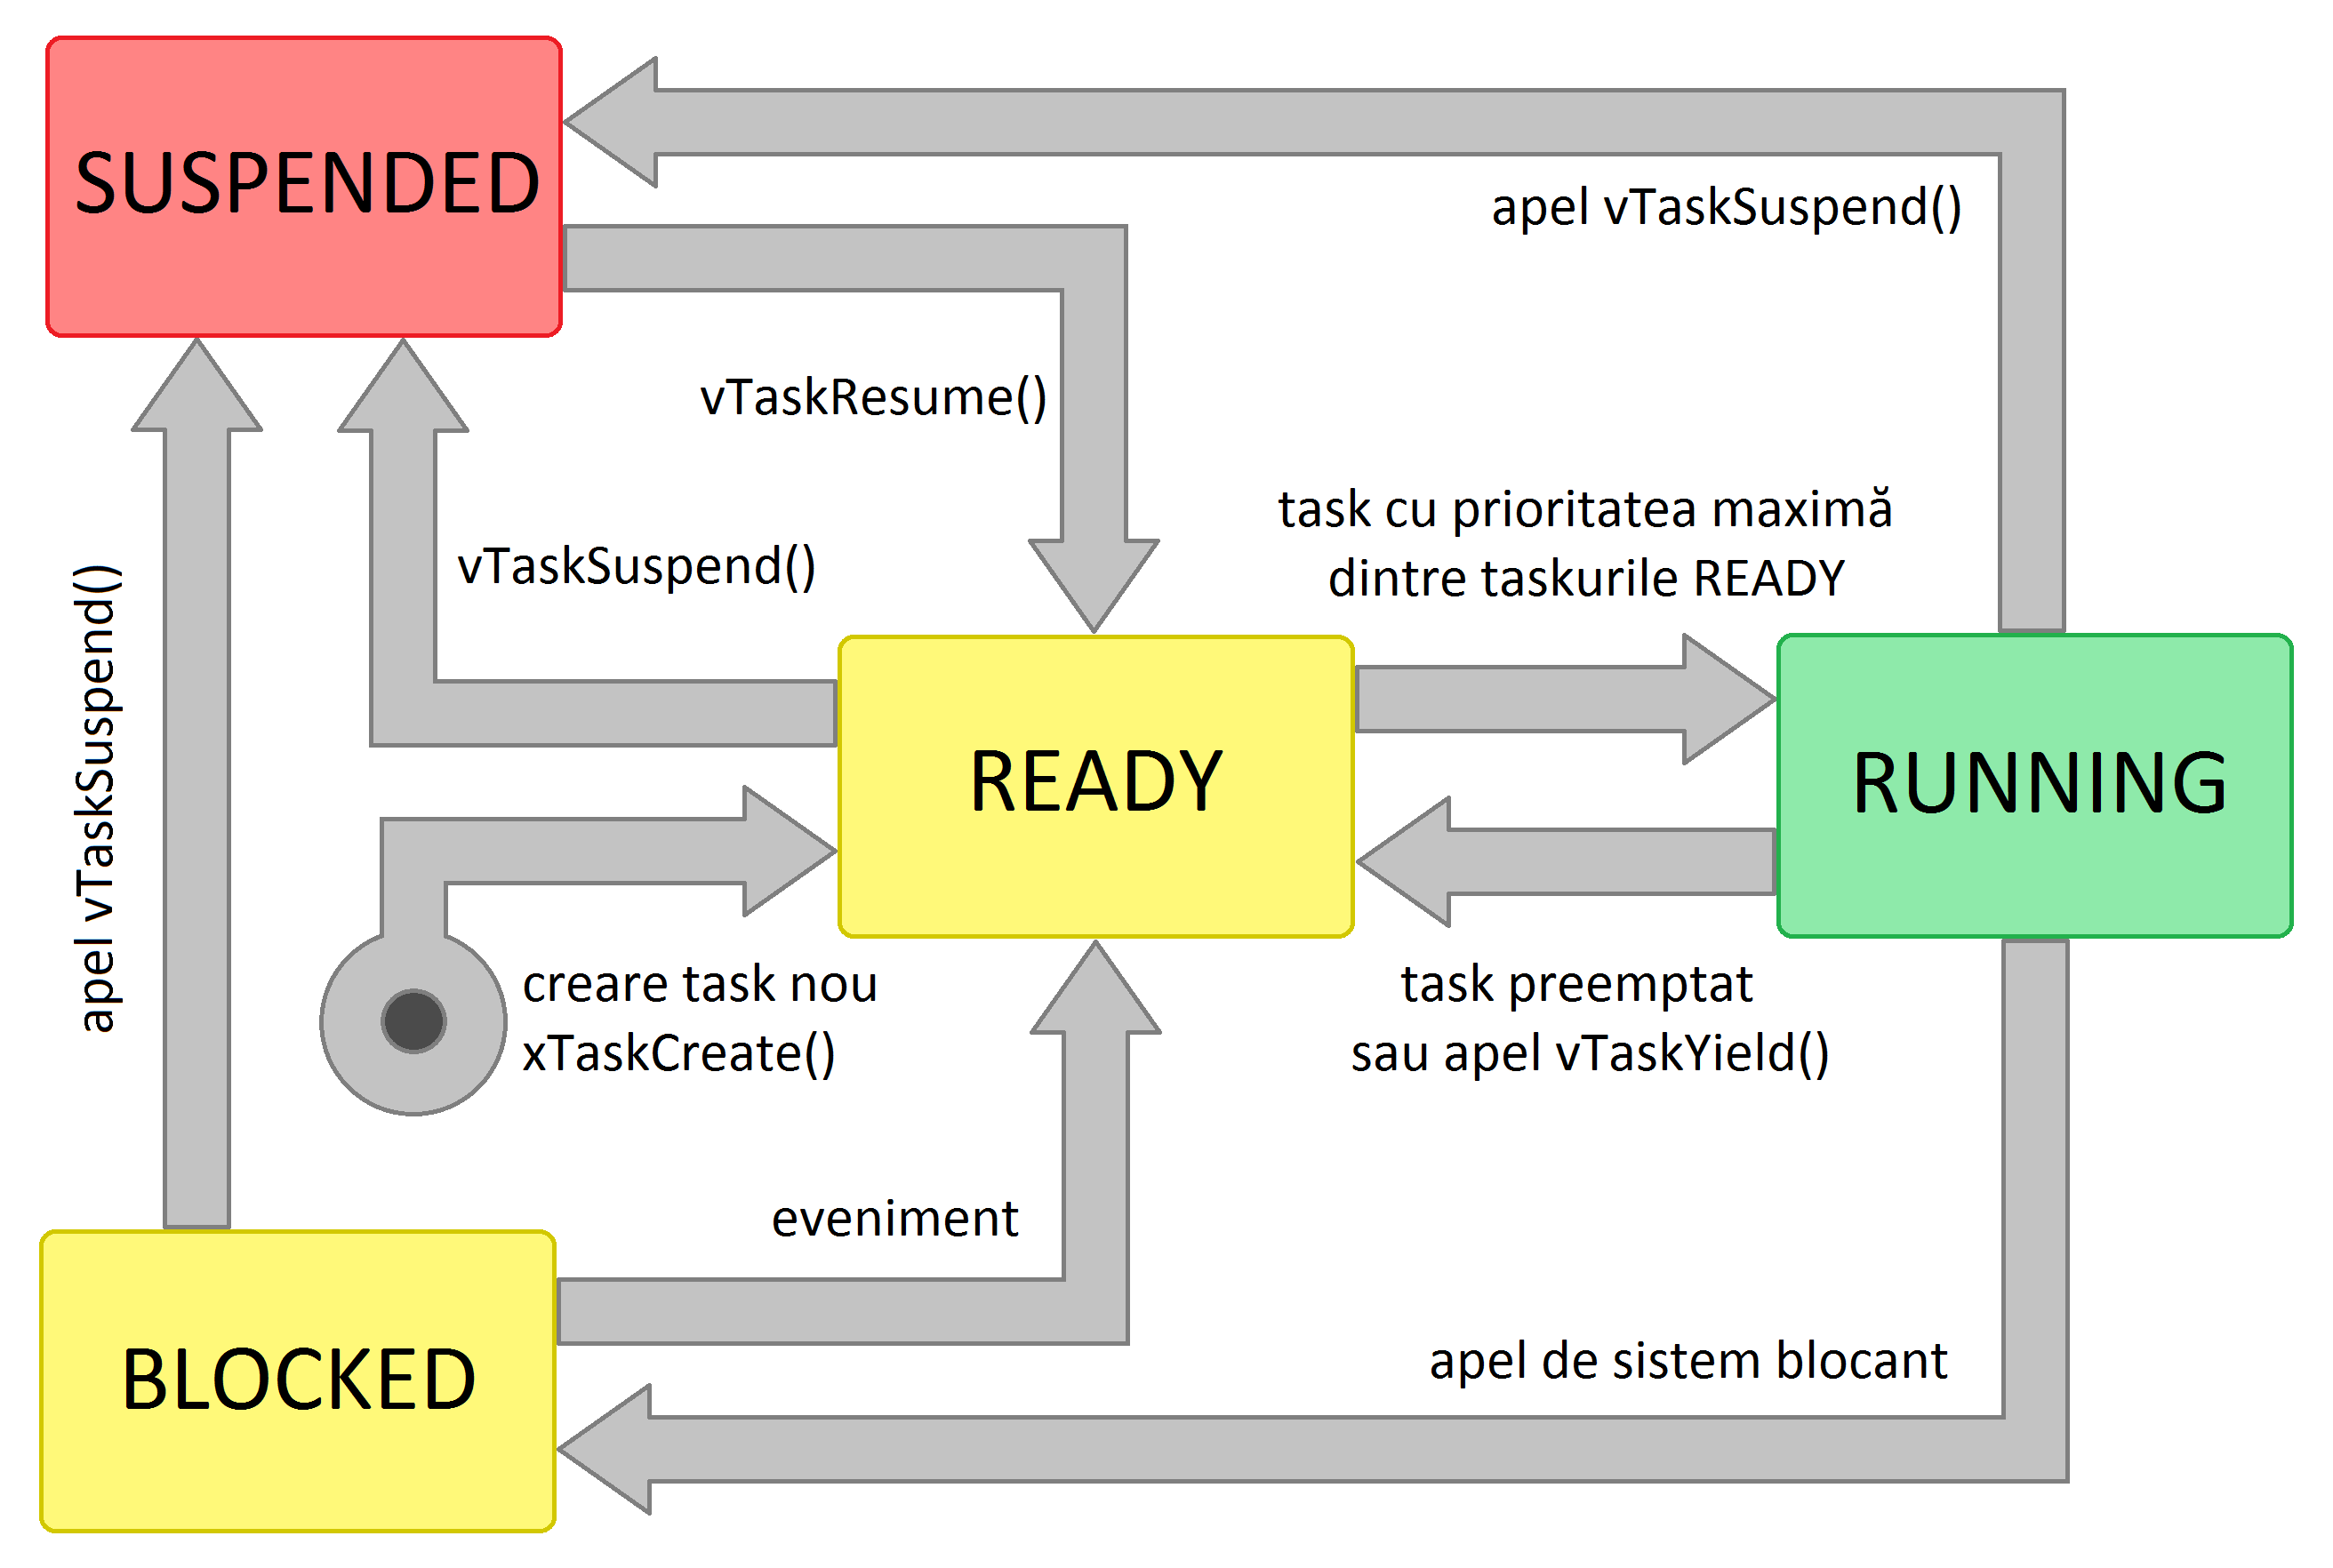 SUSPENDED
apel vTaskSuspend()
vTaskResume()
task cu prioritatea maximă
dintre taskurile READY
vTaskSuspend()
apel vTaskSuspend()
READY
RUNNING
creare task nou
xTaskCreate()
task preemptat
sau apel vTaskYield()
eveniment
BLOCKED
apel de sistem blocant